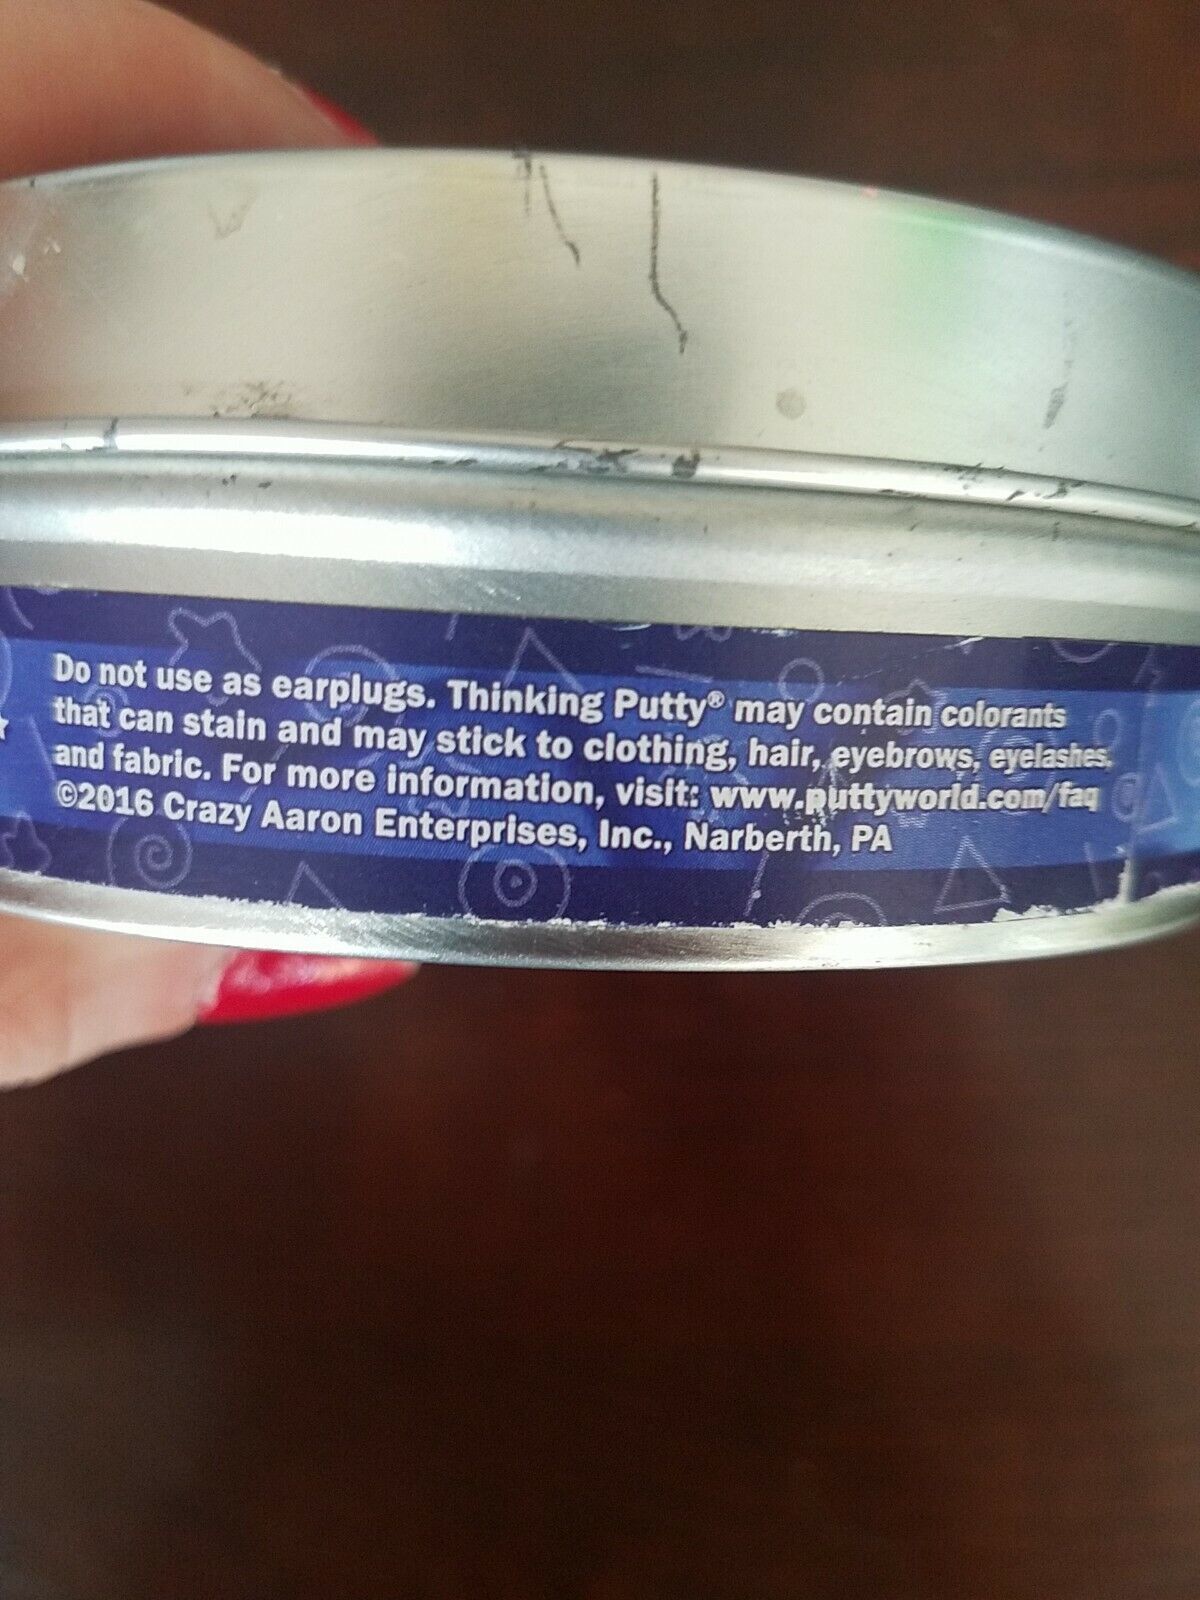 Do not use as earplugs. Thinking Putty® may contain colorants
that can stain and may stick to clothing, hair, eyebrows, eyelashes,
and fabric. For more information, visit: www.puttyworld.com/faq
©2016 Crazy Aaron Enterprises, Inc., Narberth, PA